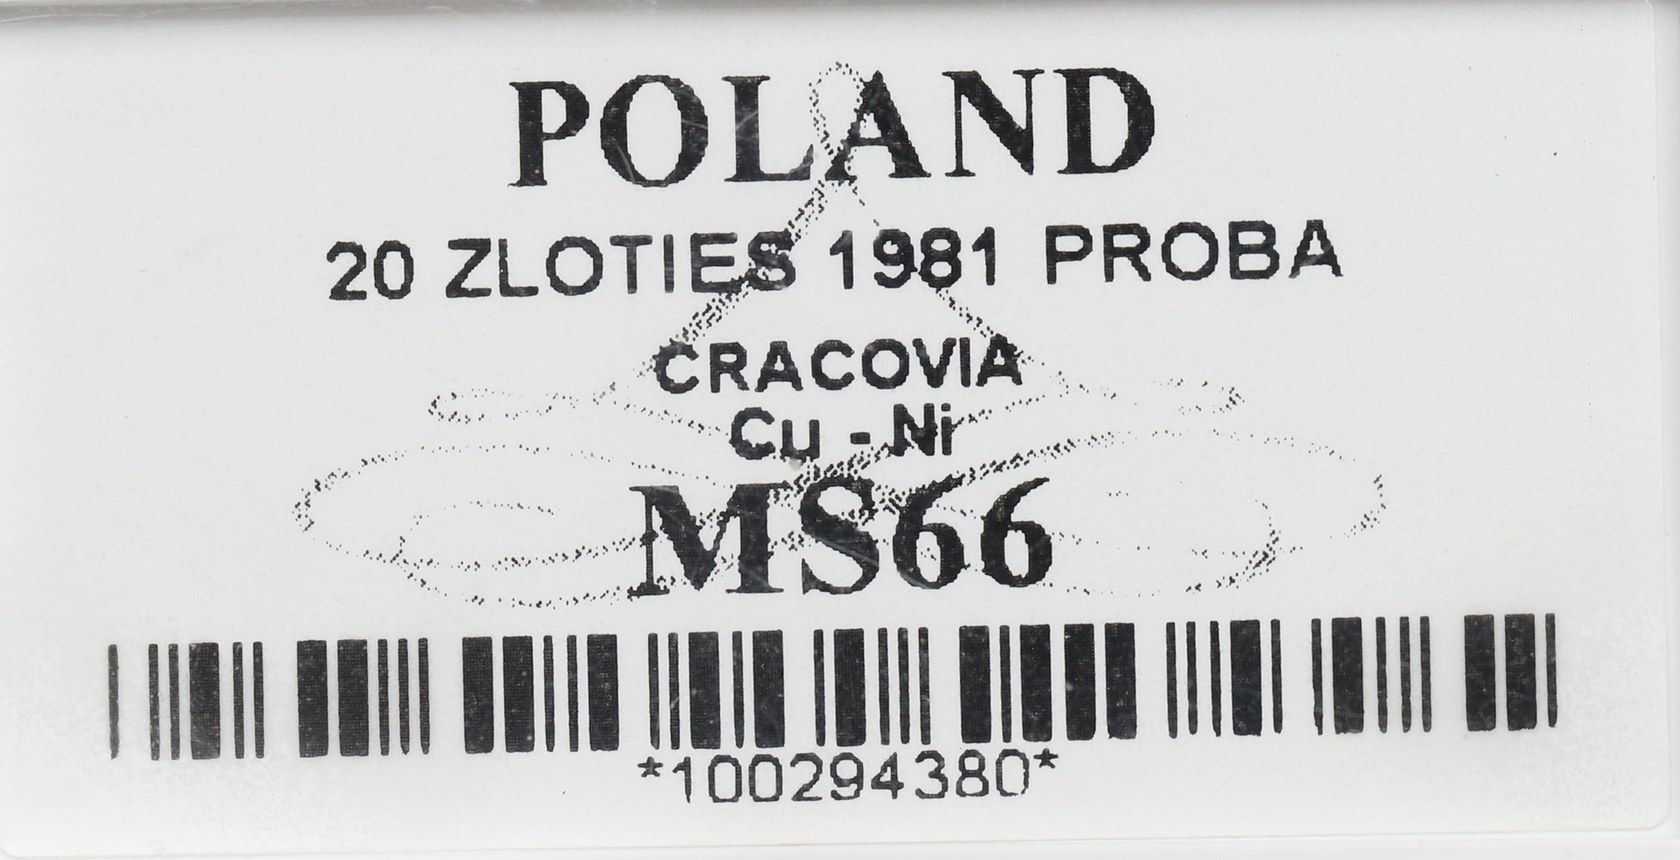 POLAND
20 ZLOTIES 1981 PROBA
CRACOVIA
Cu - Ni
MS66
*100294380*